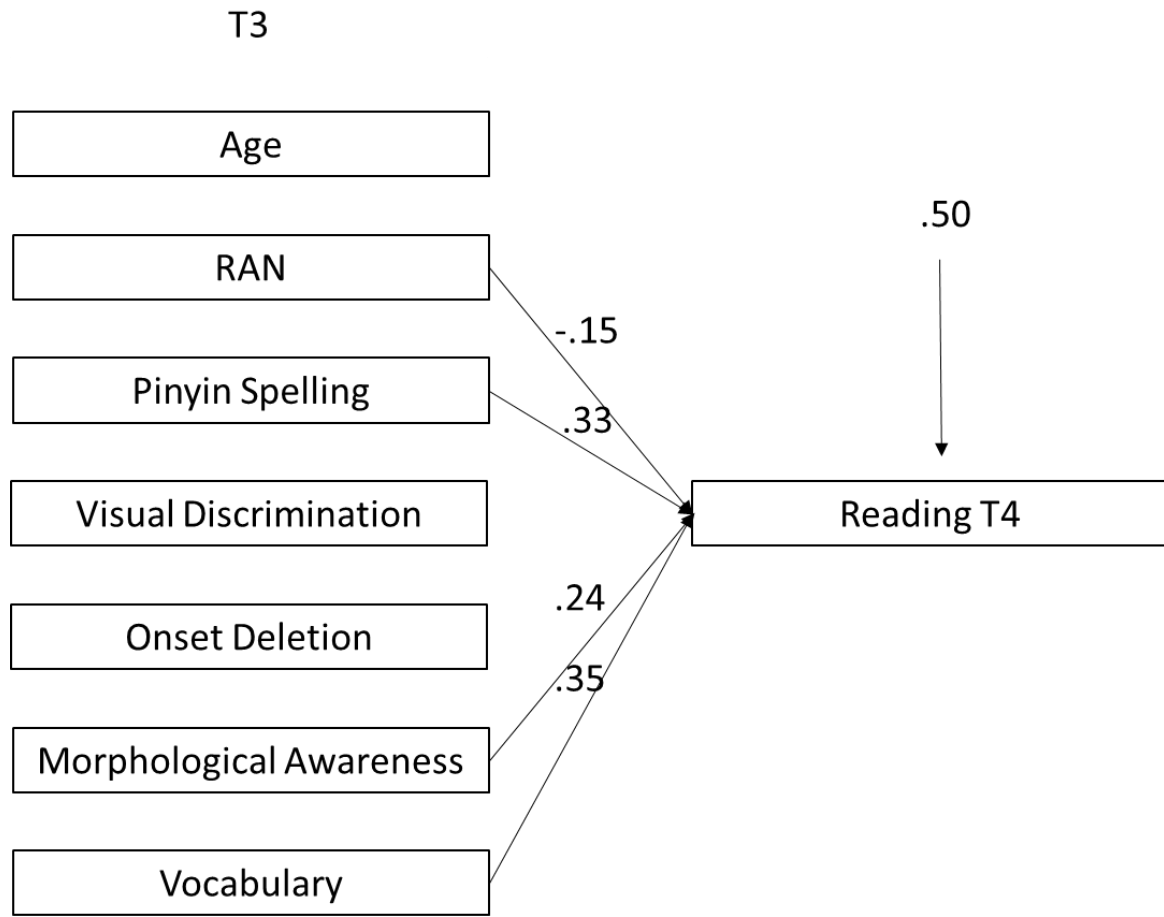 T3
Age
.50
RAN
-.15
Pinyin Spelling
.33
Visual Discrimination
Reading T4
.24
Onset Deletion
.35
Morphological Awareness
Vocabulary